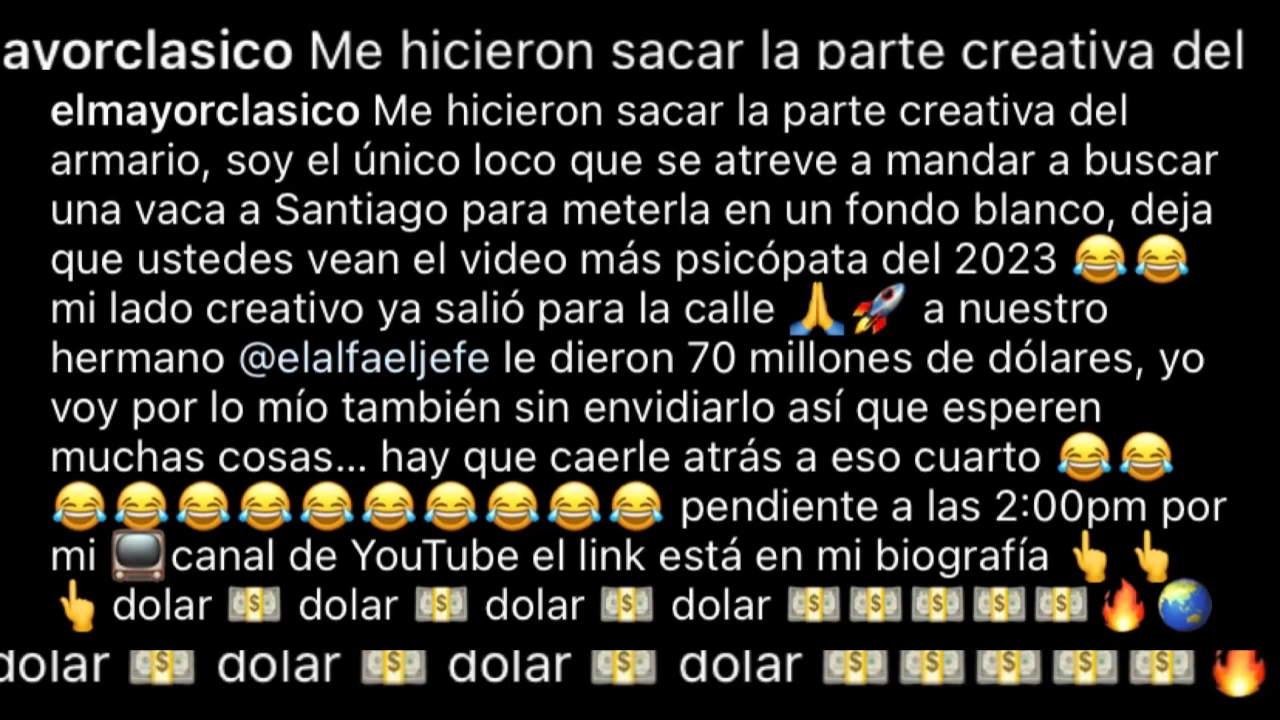 avorclasico Me hicieron sacar la parte creativa del
elmayorclasico Me hicieron sacar la parte creativa del
armario, soy el único loco que se atreve a mandar a buscar
una vaca a Santiago para meterla en un fondo blanco, deja
que ustedes vean el video más psicópata del 2023 😂😂
mi lado creativo ya salió para la calle 🙏🚀 a nuestro
hermano @elalfaeljefe le dieron 70 millones de dólares, yo
voy por lo mío también sin envidiarlo así que esperen
muchas cosas... hay que caerle atrás a eso cuarto 😂😂
😂😂😂😂😂😂😂😂😂😂 pendiente a las 2:00pm por
mi 📺canal de YouTube el link está en mi biografía 👆👆
👆 dolar 💵 dolar 💵 dolar 💵 dolar 💵💵💵💵💵🔥🌏
dolar 💵 dolar 💵 dolar 💵 dolar 💵💵💵💵💵🔥